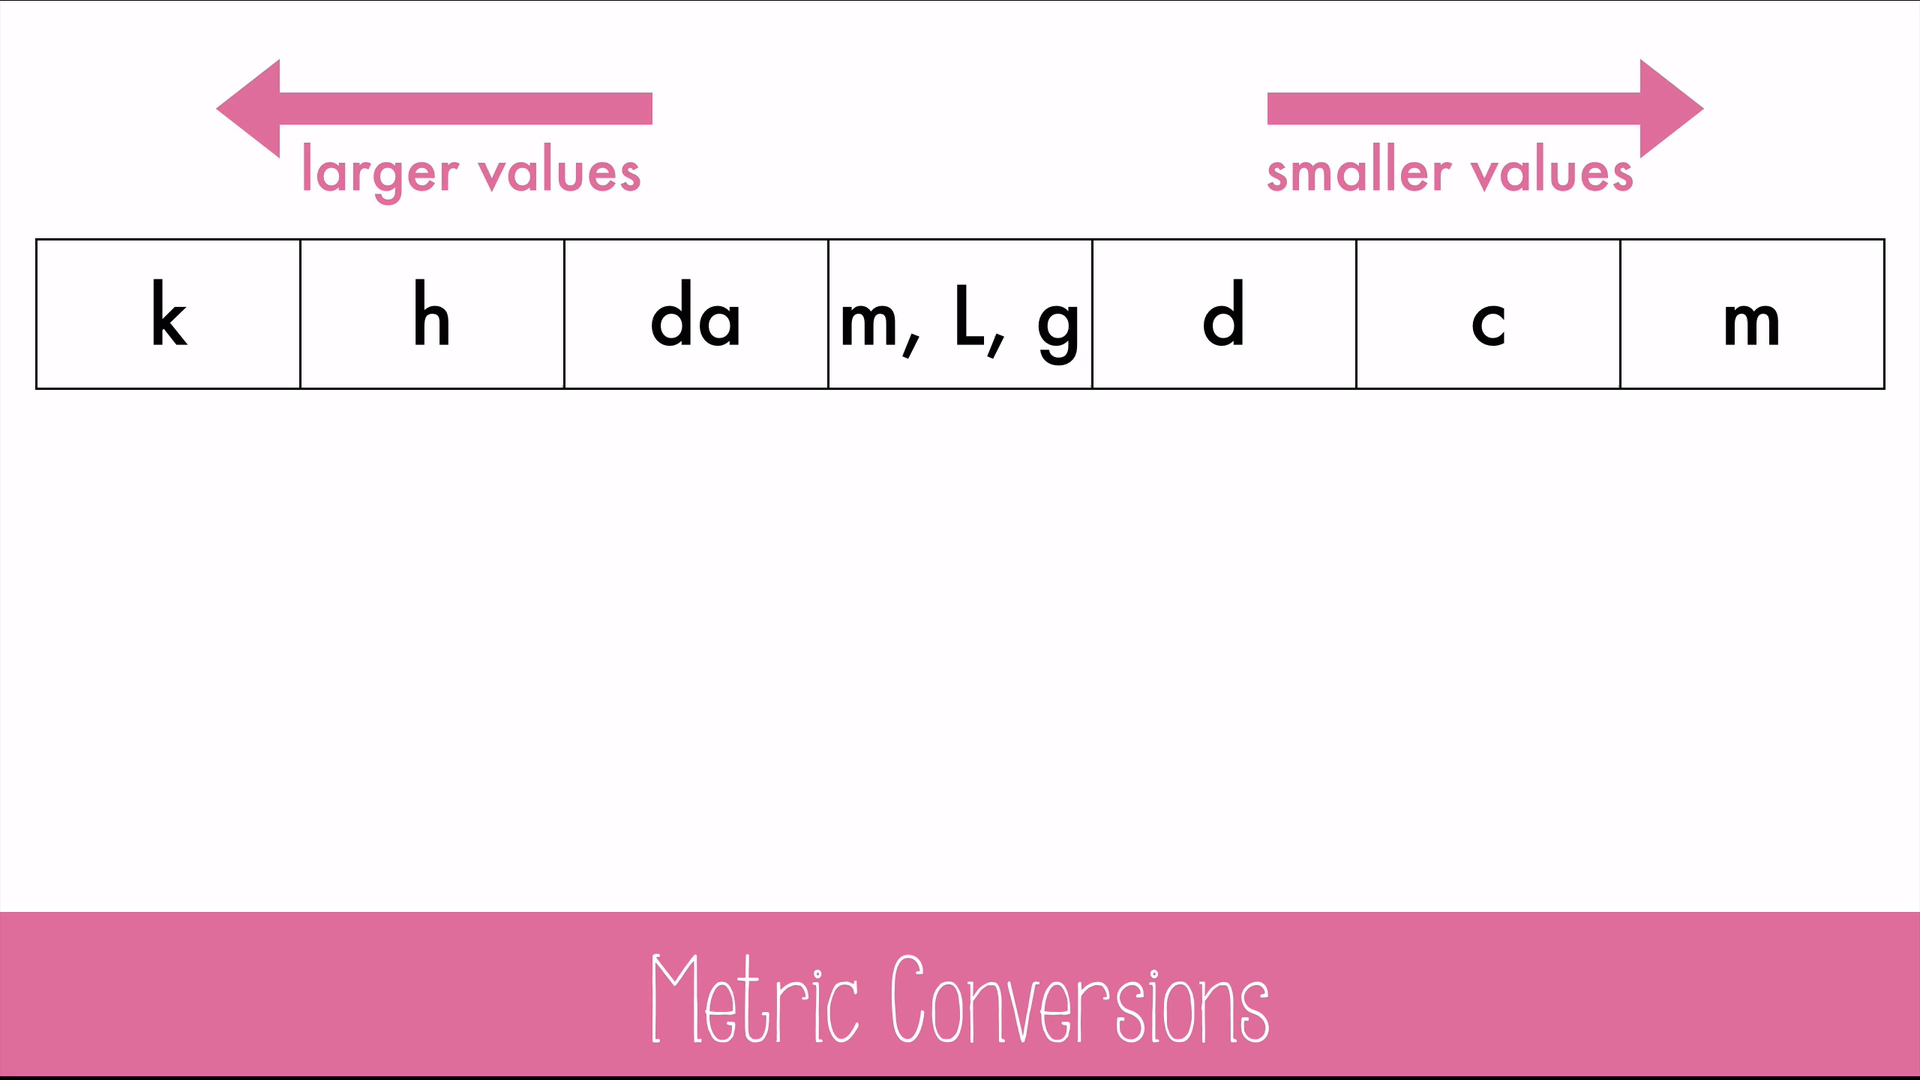 larger values
smaller values
k h da m, L, g d c m
Metric Conversions